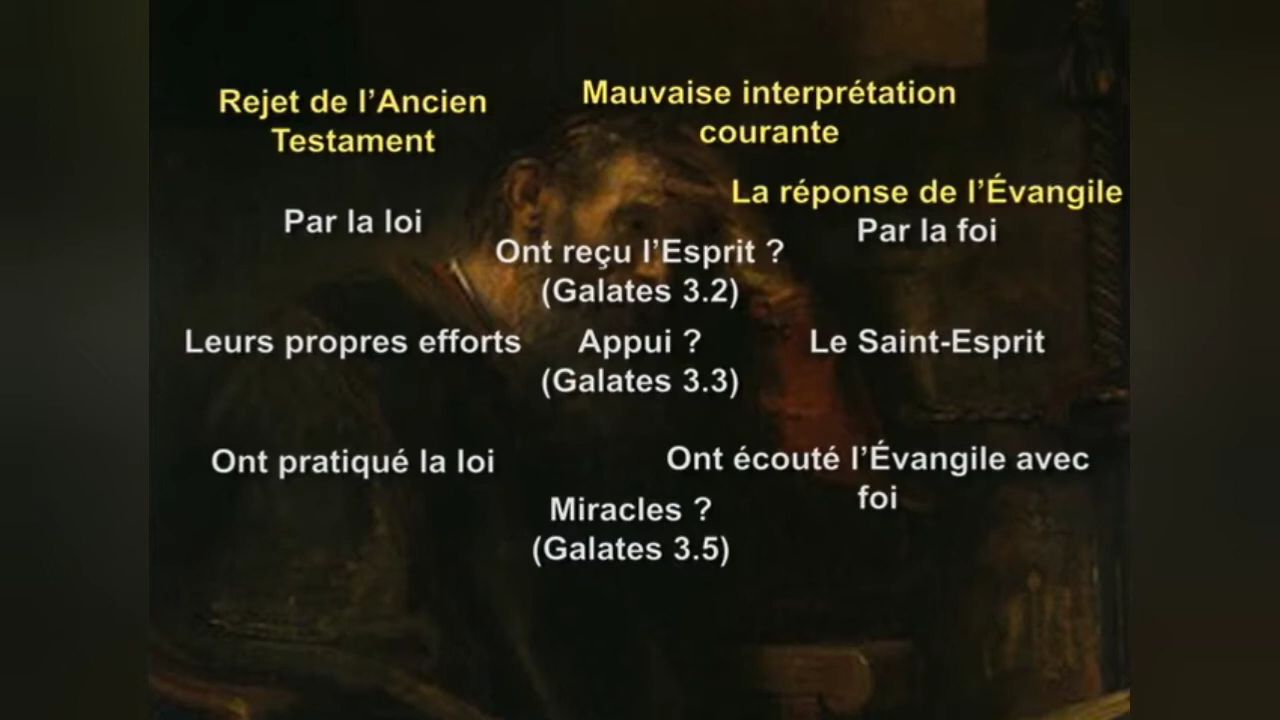 Rejet de l’Ancien
Testament
Mauvaise interprétation
courante
La réponse de l’Évangile
Par la loi
Par la foi
Ont reçu l’Esprit ?
(Galates 3.2)
Leurs propres efforts
Appui ?
(Galates 3.3)
Le Saint-Esprit
Ont pratiqué la loi
Ont écouté l’Évangile avec
foi
Miracles ?
(Galates 3.5)